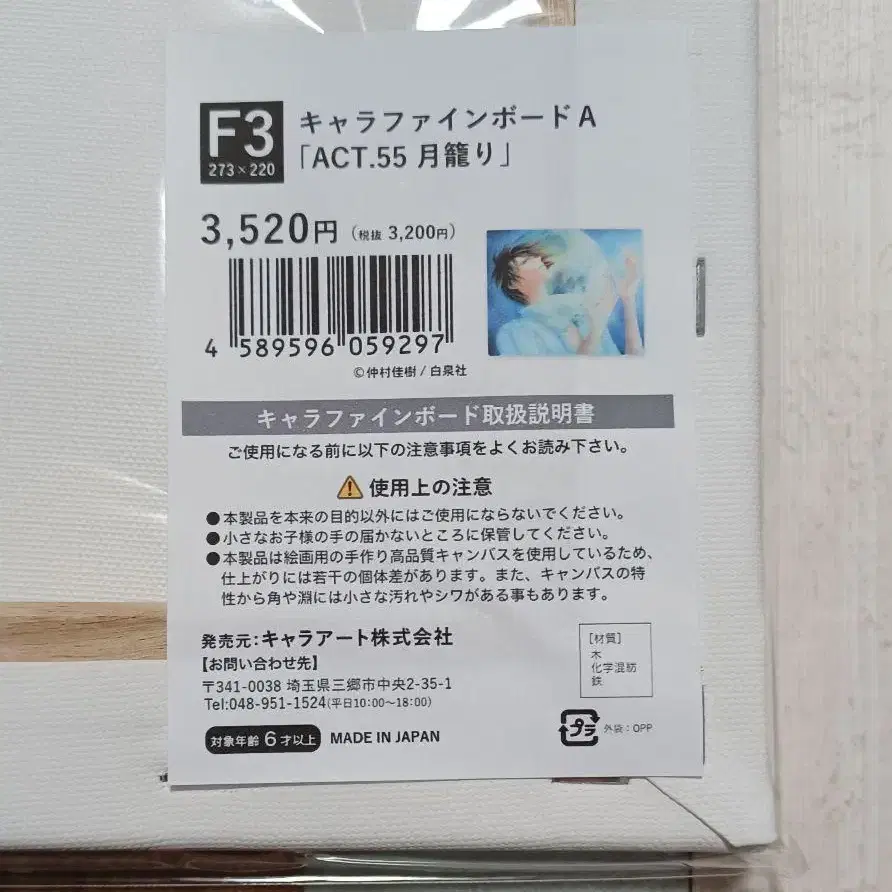 F3
273×220
キャラファインボードA
「ACT.55 月籠り」
3,520円（税抜 3,200円）
4 589596 059297
©仲村佳樹/白泉社
キャラファインボード取扱説明書
ご使用になる前に以下の注意事項をよくお読み下さい。
使用上の注意
●本製品を本来の目的以外にはご使用にならないでください。
●小さなお子様の手の届かないところに保管してください。
●本製品は絵画用の手作り高品質キャンバスを使用しているため、
仕上がりには若干の個体差があります。また、キャンバスの特
性から角や淵には小さな汚れやシワがある事もあります。
発売元:キャラアート株式会社
【お問い合わせ先】
〒341-0038 埼玉県三郷市中央2-35-1
Tel:048-951-1524(平日10:00〜18:00)
対象年齢 6才以上 MADE IN JAPAN
[材質]
木
化学混紡
鉄
プラ 外袋：OPP